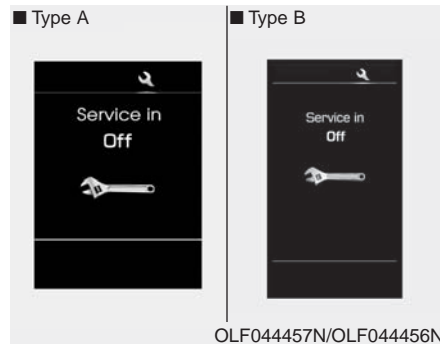 ■ Type A
■ Type B
Service in
Off
Service in
Off
OLF044457N/OLF044456N